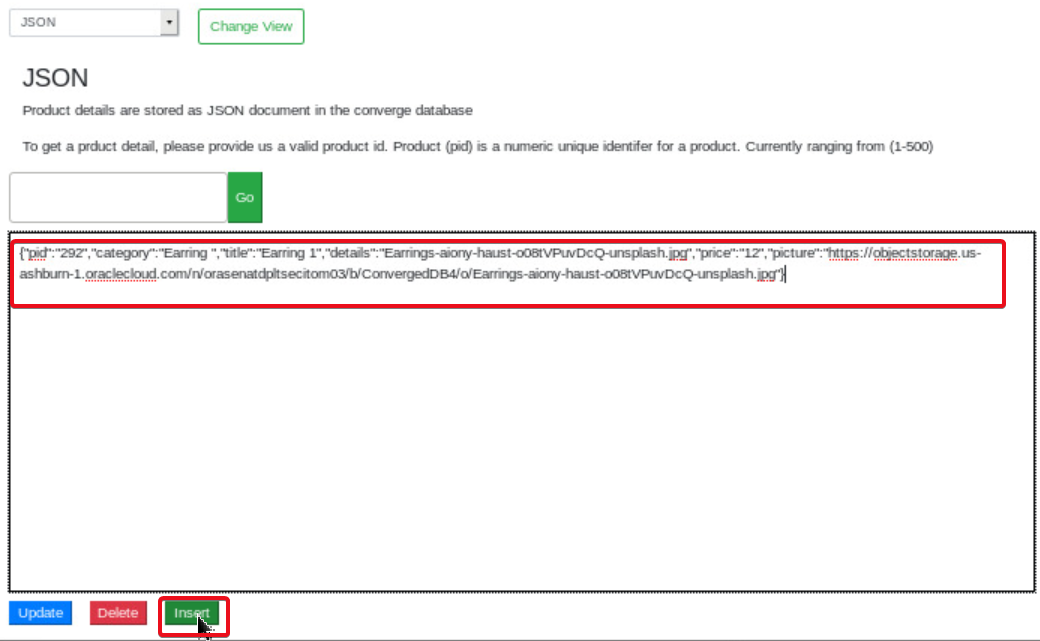 JSON
Change View
JSON
Product details are stored as JSON document in the converge database
To get a prduct detail, please provide us a valid product id. Product (pid) is a numeric unique identifer for a product. Currently ranging from (1-500)
Go
{"pid":"292","category":"Earring ","title":"Earring 1","details":"Earrings-aiony-haust-o08tVPuvDcQ-unsplash.jpg","price":"12","picture":"https://objectstorage.us-
ashburn-1.oraclecloud.com/n/orasenatdpltsecitom03/b/ConvergedDB4/o/Earrings-aiony-haust-o08tVPuvDcQ-unsplash.jpg"}
Update Delete Insert